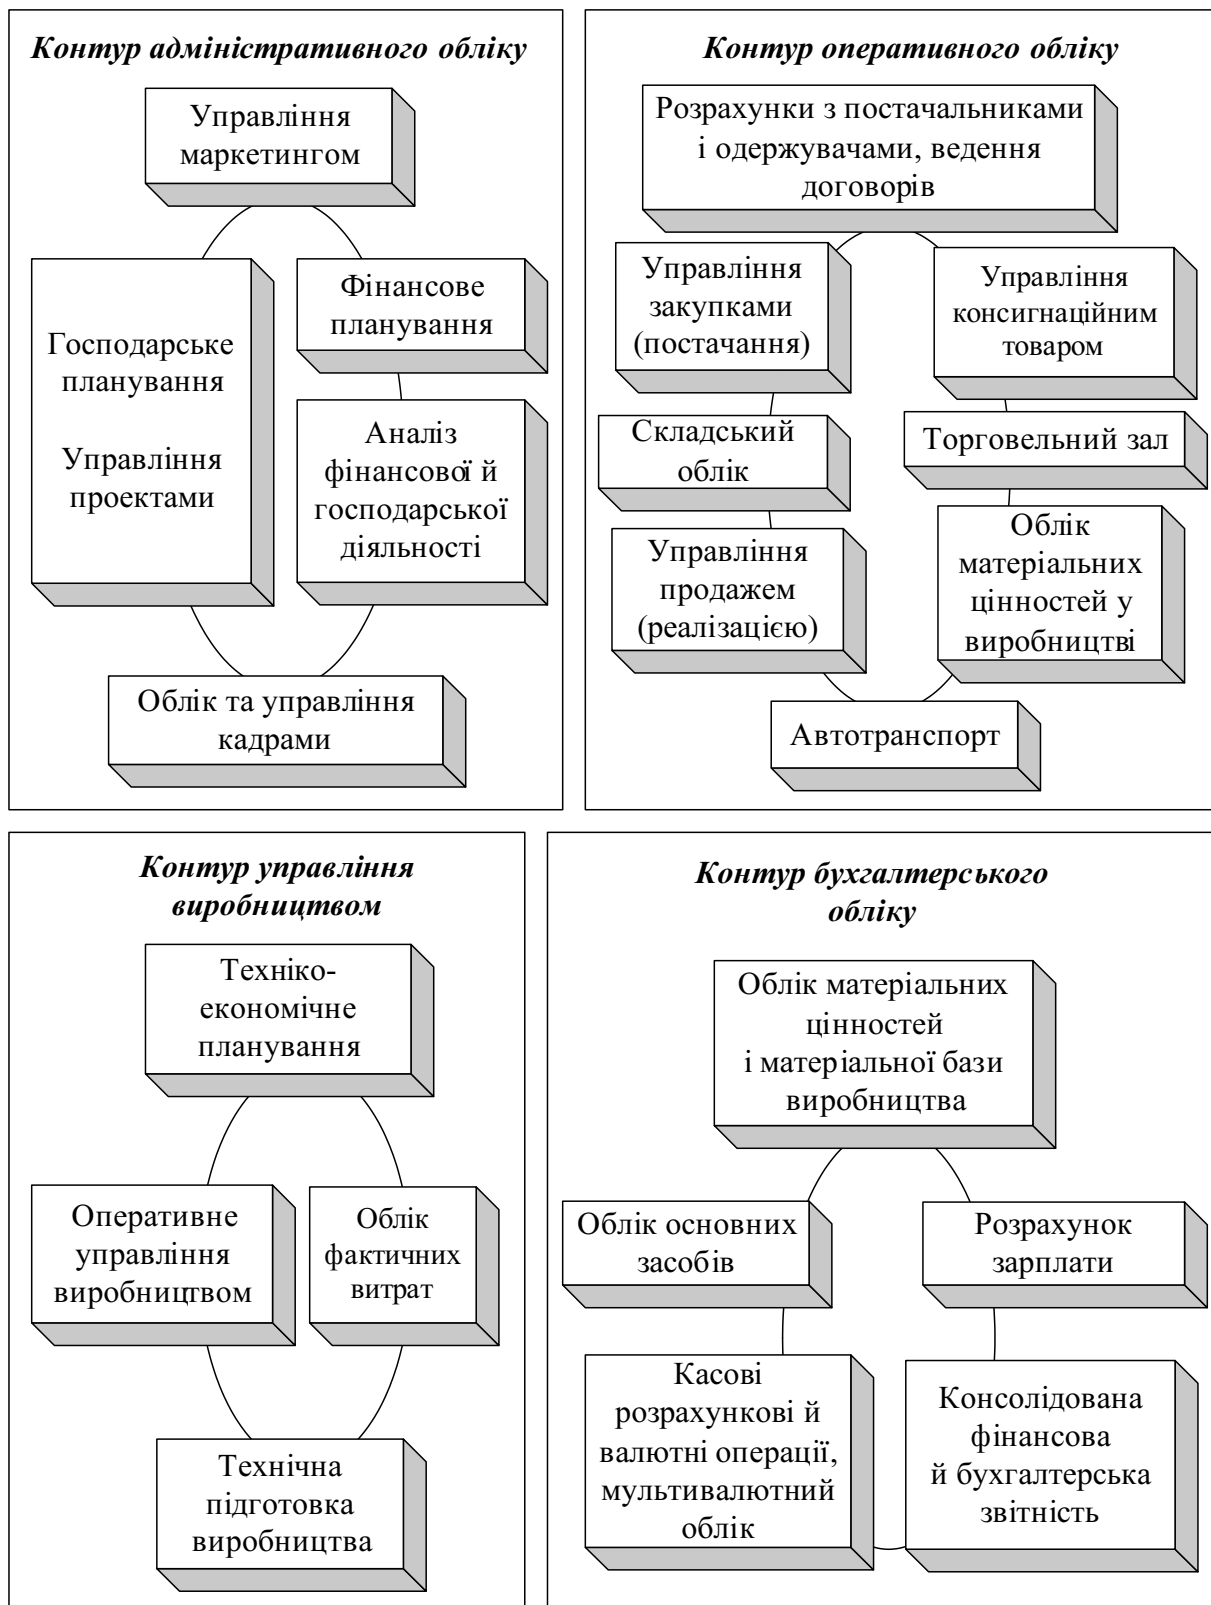 Контур адміністративного обліку
Управління
маркетингом
Господарське
планування
Управління
проектами
Фінансове
планування
Аналіз
фінансової й
господарської
діяльності
Облік та управління
кадрами
Контур оперативного обліку
Розрахунки з постачальниками
і одержувачами, ведення
договорів
Управління
закупками
(постачання)
Управління
консигнаційним
товаром
Складський
облік
Торговельний зал
Управління
продажем
(реалізацією)
Облік
матеріальних
цінностей у
виробництві
Автотранспорт
Контур управління
виробництвом
Техніко-
економічне
планування
Оперативне
управління
виробництвом
Облік
фактичних
витрат
Технічна
підготовка
виробництва
Контур бухгалтерського
обліку
Облік матеріальних
цінностей
і матеріальної бази
виробництва
Облік основних
засобів
Розрахунок
зарплати
Касові
розрахункові й
валютні операції,
мультивалютний
облік
Консолідована
фінансова
й бухгалтерська
звітність